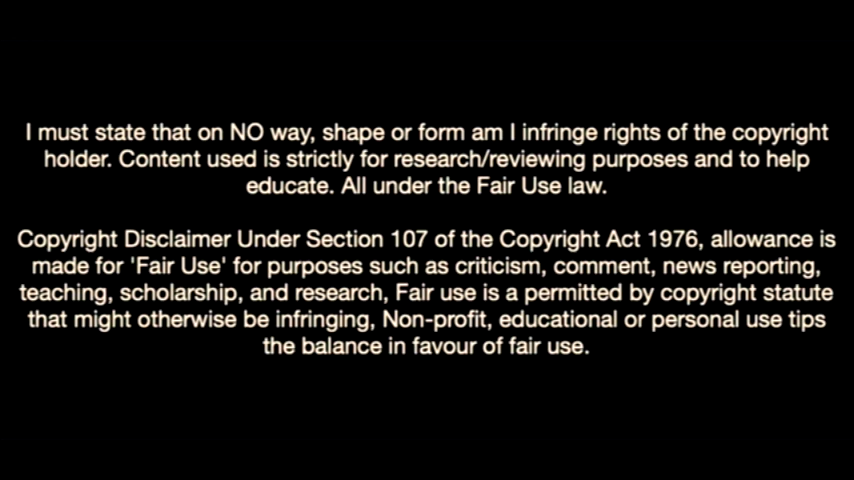 I must state that on NO way, shape or form am I infringe rights of the copyright
holder. Content used is strictly for research/reviewing purposes and to help
educate. All under the Fair Use law.
Copyright Disclaimer Under Section 107 of the Copyright Act 1976, allowance is
made for 'Fair Use' for purposes such as criticism, comment, news reporting,
teaching, scholarship, and research, Fair use is a permitted by copyright statute
that might otherwise be infringing, Non-profit, educational or personal use tips
the balance in favour of fair use.